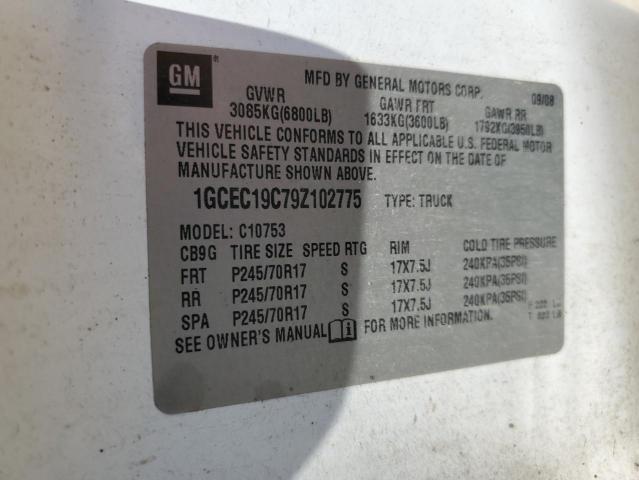 GM
MFD BY GENERAL MOTORS CORP. 09/08
GVWR GAWR FRT GAWR RR
3085KG(6800LB) 1633KG(3600LB) 1792KG(3950LB)
THIS VEHICLE CONFORMS TO ALL APPLICABLE U.S. FEDERAL MOTOR
VEHICLE SAFETY STANDARDS IN EFFECT ON THE DATE OF
MANUFACTURE SHOWN ABOVE.
1GCEC19C79Z102775 TYPE: TRUCK
MODEL: C10753
CB9G TIRE SIZE SPEED RTG RIM COLD TIRE PRESSURE
FRT P245/70R17 S 17X7.5J 240KPA(35PSI)
RR P245/70R17 S 17X7.5J 240KPA(35PSI)
SPA P245/70R17 S 17X7.5J 240KPA(35PSI)
SEE OWNER'S MANUAL i FOR MORE INFORMATION.